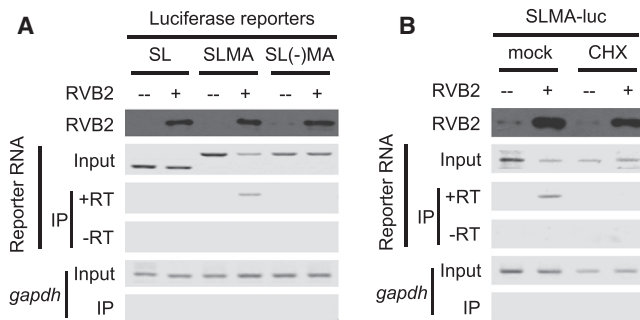 A
Luciferase reporters
SL SLMA SL(-)MA
RVB2 -- + -- + -- +
RVB2
Reporter RNA
Input
IP
+RT
-RT
gapdh
Input
IP
B
SLMA-luc
mock CHX
RVB2 -- + -- +
RVB2
Reporter RNA
Input
IP
+RT
-RT
gapdh
Input
IP